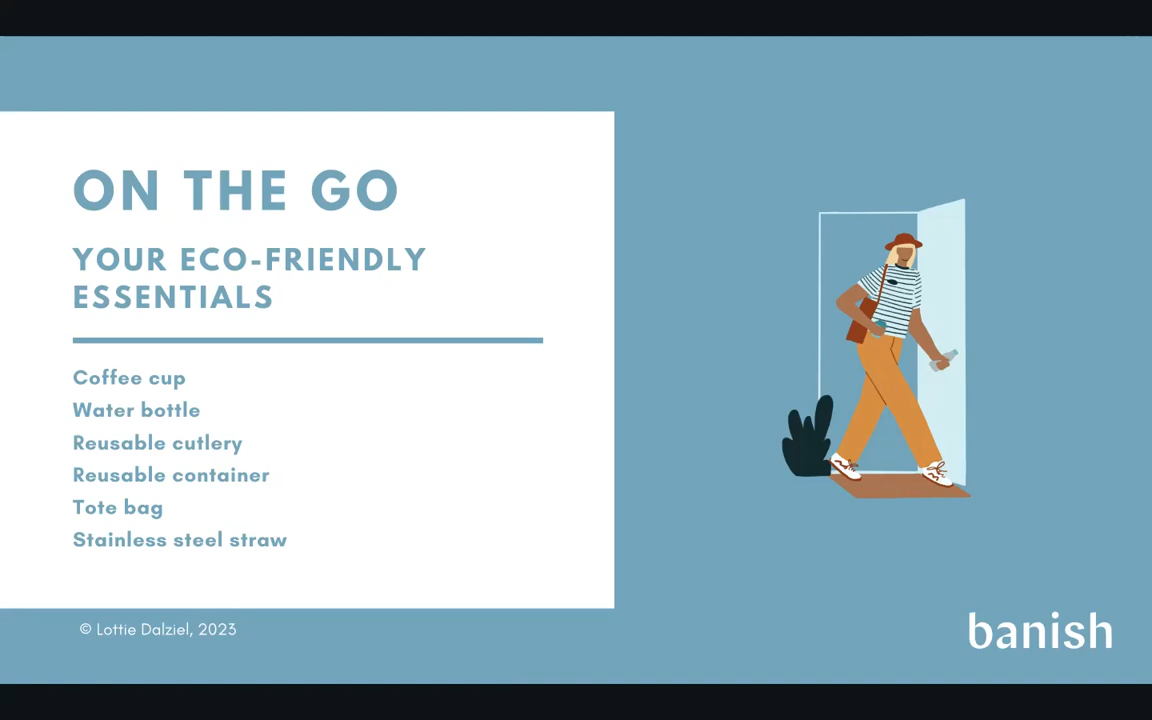 ON THE GO
YOUR ECO-FRIENDLY
ESSENTIALS
Coffee cup
Water bottle
Reusable cutlery
Reusable container
Tote bag
Stainless steel straw
© Lottie Dalziel, 2023
banish